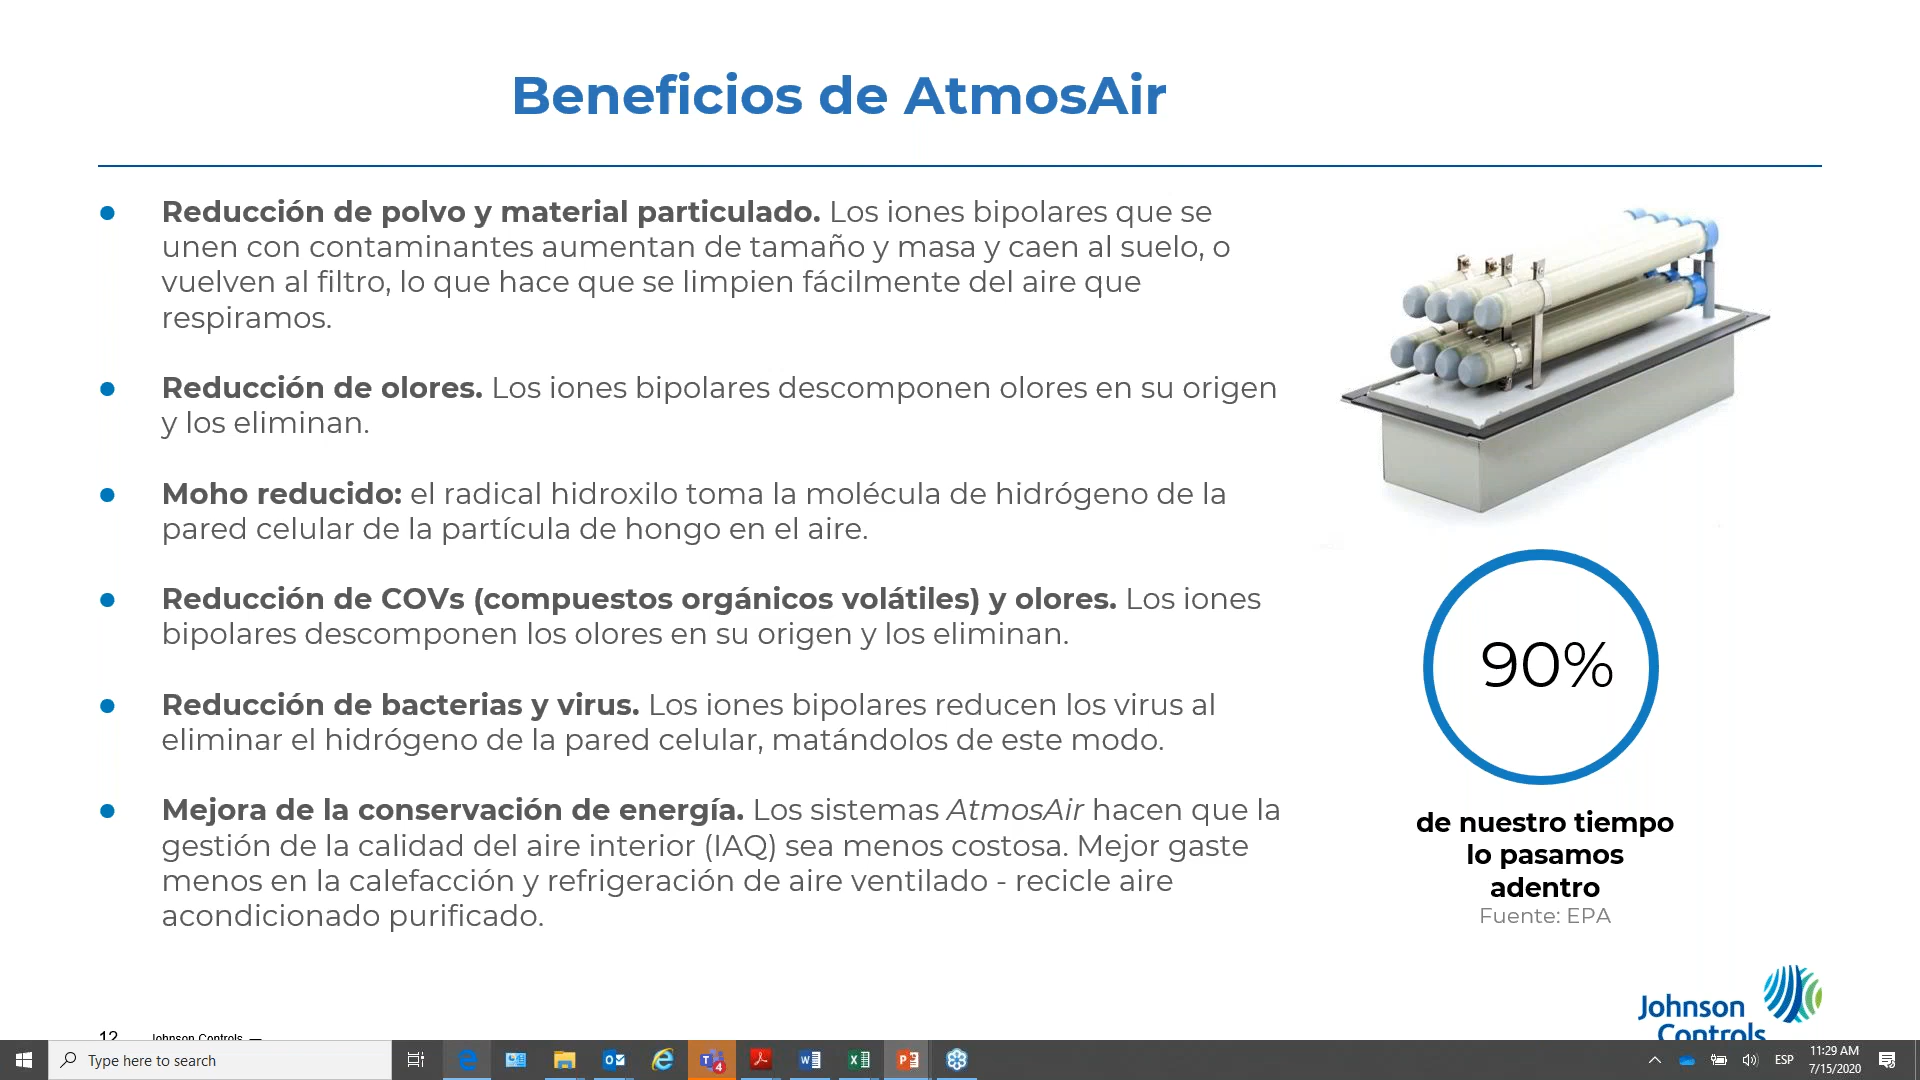 Beneficios de AtmosAir
Reducción de polvo y material particulado. Los iones bipolares que se
unen con contaminantes aumentan de tamaño y masa y caen al suelo, o
vuelven al filtro, lo que hace que se limpien fácilmente del aire que
respiramos.
Reducción de olores. Los iones bipolares descomponen olores en su origen
y los eliminan.
Moho reducido: el radical hidroxilo toma la molécula de hidrógeno de la
pared celular de la partícula de hongo en el aire.
Reducción de COVs (compuestos orgánicos volátiles) y olores. Los iones
bipolares descomponen los olores en su origen y los eliminan.
Reducción de bacterias y virus. Los iones bipolares reducen los virus al
eliminar el hidrógeno de la pared celular, matándolos de este modo.
Mejora de la conservación de energía. Los sistemas AtmosAir hacen que la
gestión de la calidad del aire interior (IAQ) sea menos costosa. Mejor gaste
menos en la calefacción y refrigeración de aire ventilado - recicle aire
acondicionado purificado.
90%
de nuestro tiempo
lo pasamos
adentro
Fuente: EPA
Johnson
Controls
12 Johnson Controls —
Type here to search
4
ESP
11:29 AM
7/15/2020